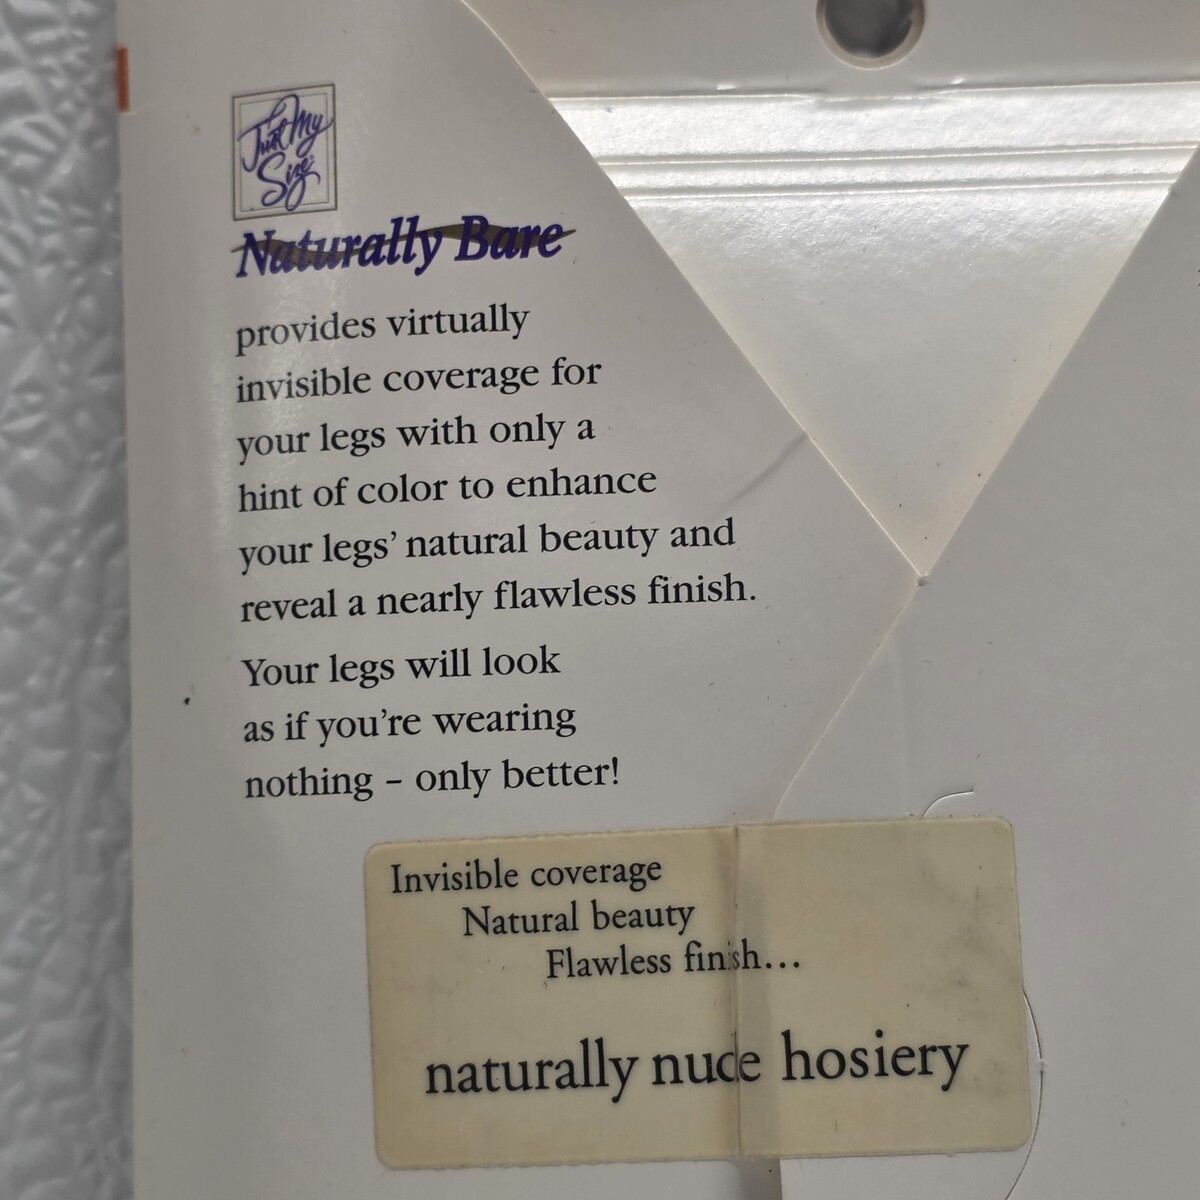 Just My
Size
Naturally Bare
provides virtually
invisible coverage for
your legs with only a
hint of color to enhance
your legs' natural beauty and
reveal a nearly flawless finish.
Your legs will look
as if you're wearing
nothing – only better!
Invisible coverage
Natural beauty
Flawless finish...
naturally nude hosiery